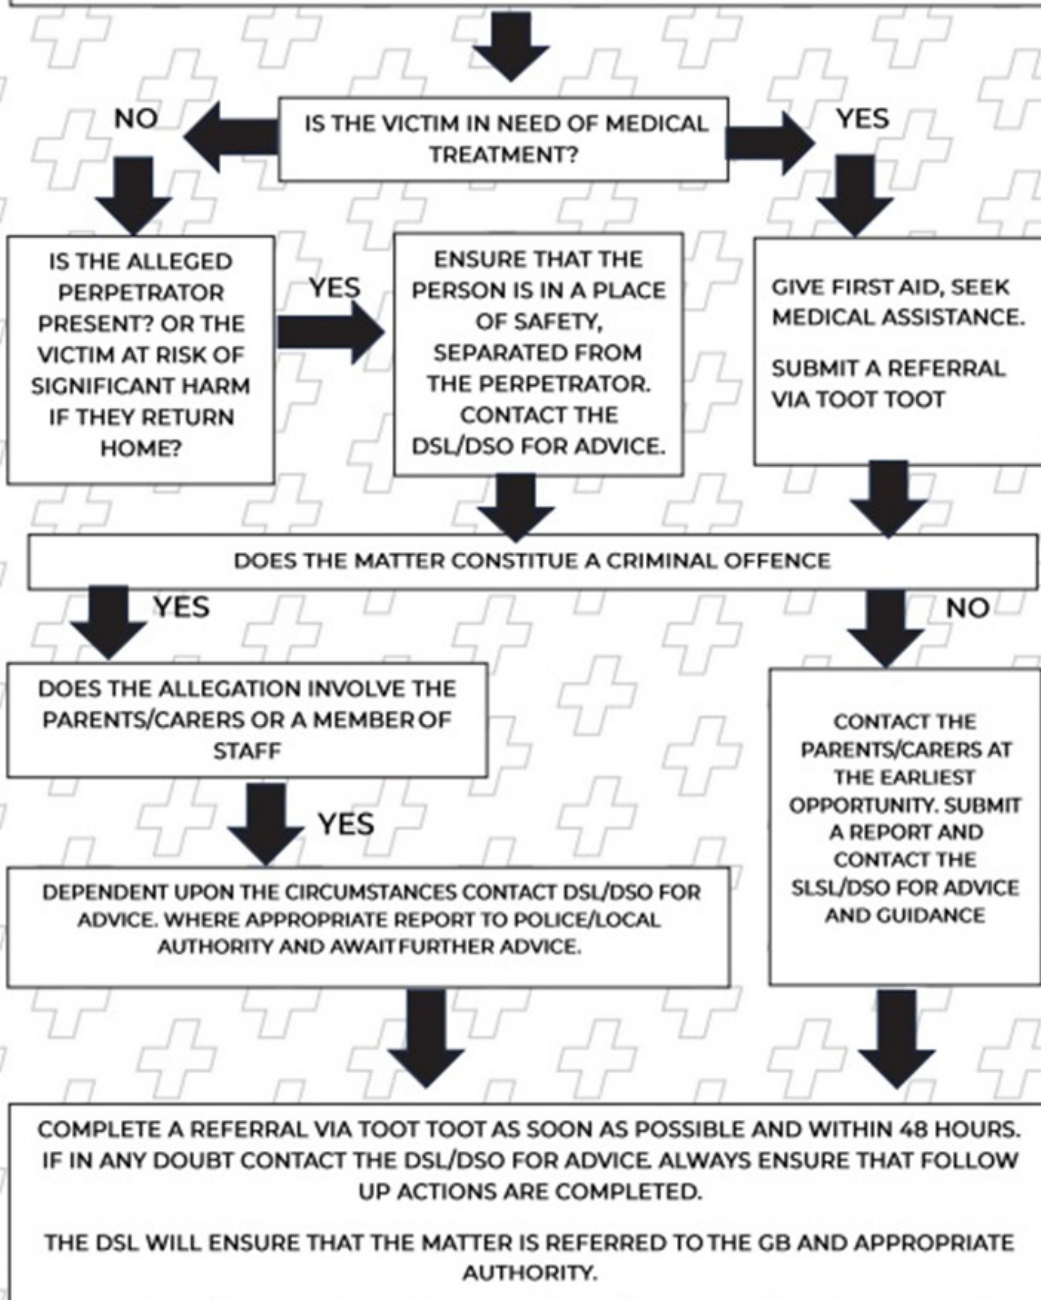 IS THE VICTIM IN NEED OF MEDICAL
TREATMENT?
NO
YES
IS THE ALLEGED
PERPETRATOR
PRESENT? OR THE
VICTIM AT RISK OF
SIGNIFICANT HARM
IF THEY RETURN
HOME?
YES
ENSURE THAT THE
PERSON IS IN A PLACE
OF SAFETY,
SEPARATED FROM
THE PERPETRATOR.
CONTACT THE
DSL/DSO FOR ADVICE.
GIVE FIRST AID, SEEK
MEDICAL ASSISTANCE.
SUBMIT A REFERRAL
VIA TOOT TOOT
DOES THE MATTER CONSTITUE A CRIMINAL OFFENCE
YES
NO
DOES THE ALLEGATION INVOLVE THE
PARENTS/CARERS OR A MEMBER OF
STAFF
YES
DEPENDENT UPON THE CIRCUMSTANCES CONTACT DSL/DSO FOR
ADVICE. WHERE APPROPRIATE REPORT TO POLICE/LOCAL
AUTHORITY AND AWAIT FURTHER ADVICE.
CONTACT THE
PARENTS/CARERS AT
THE EARLIEST
OPPORTUNITY. SUBMIT
A REPORT AND
CONTACT THE
SLSL/DSO FOR ADVICE
AND GUIDANCE
COMPLETE A REFERRAL VIA TOOT TOOT AS SOON AS POSSIBLE AND WITHIN 48 HOURS.
IF IN ANY DOUBT CONTACT THE DSL/DSO FOR ADVICE. ALWAYS ENSURE THAT FOLLOW
UP ACTIONS ARE COMPLETED.
THE DSL WILL ENSURE THAT THE MATTER IS REFERRED TO THE GB AND APPROPRIATE
AUTHORITY.